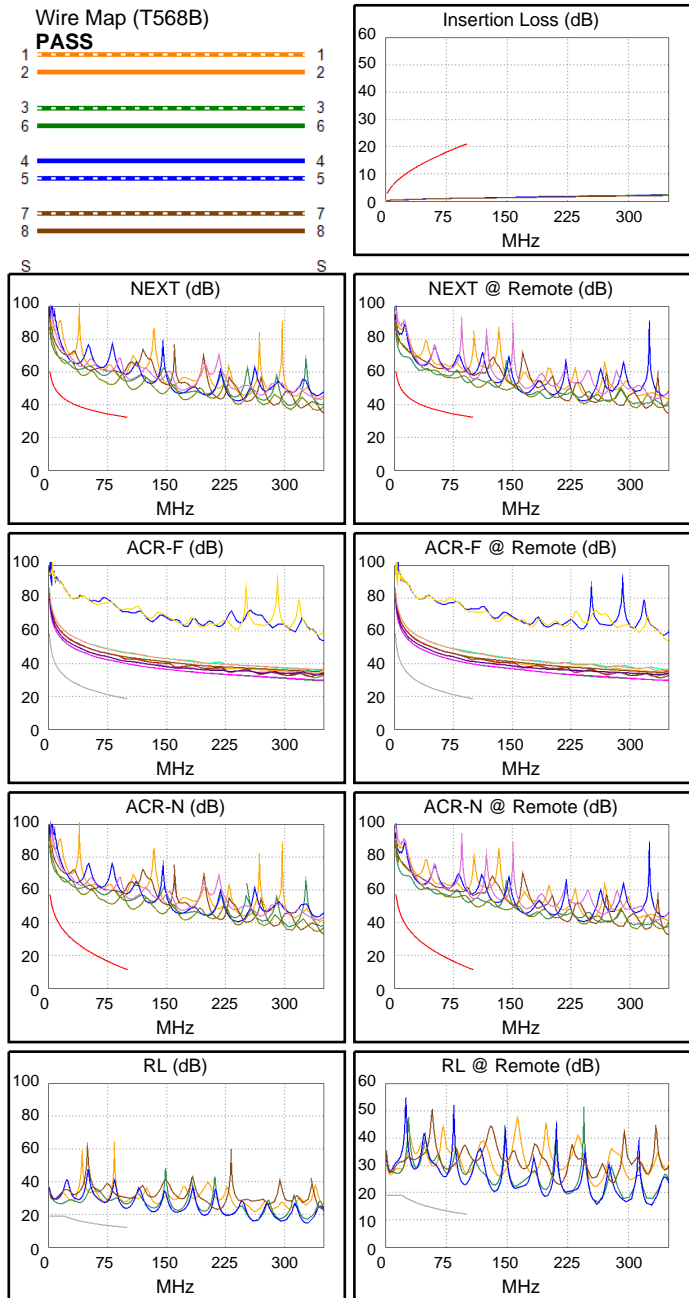 Wire Map (T568B)
PASS
1 1
2 2
3 3
6 6
4 4
5 5
7 7
8 8
S S
Insertion Loss (dB)
60
50
40
30
20
10
0
0 75 150 225 300
MHz
NEXT (dB)
100
80
60
40
20
0
0 75 150 225 300
MHz
NEXT @ Remote (dB)
100
80
60
40
20
0
0 75 150 225 300
MHz
ACR-F (dB)
100
80
60
40
20
0
0 75 150 225 300
MHz
ACR-F @ Remote (dB)
100
80
60
40
20
0
0 75 150 225 300
MHz
ACR-N (dB)
100
80
60
40
20
0
0 75 150 225 300
MHz
ACR-N @ Remote (dB)
100
80
60
40
20
0
0 75 150 225 300
MHz
RL (dB)
100
80
60
40
20
0
0 75 150 225 300
MHz
RL @ Remote (dB)
60
50
40
30
20
10
0
0 75 150 225 300
MHz